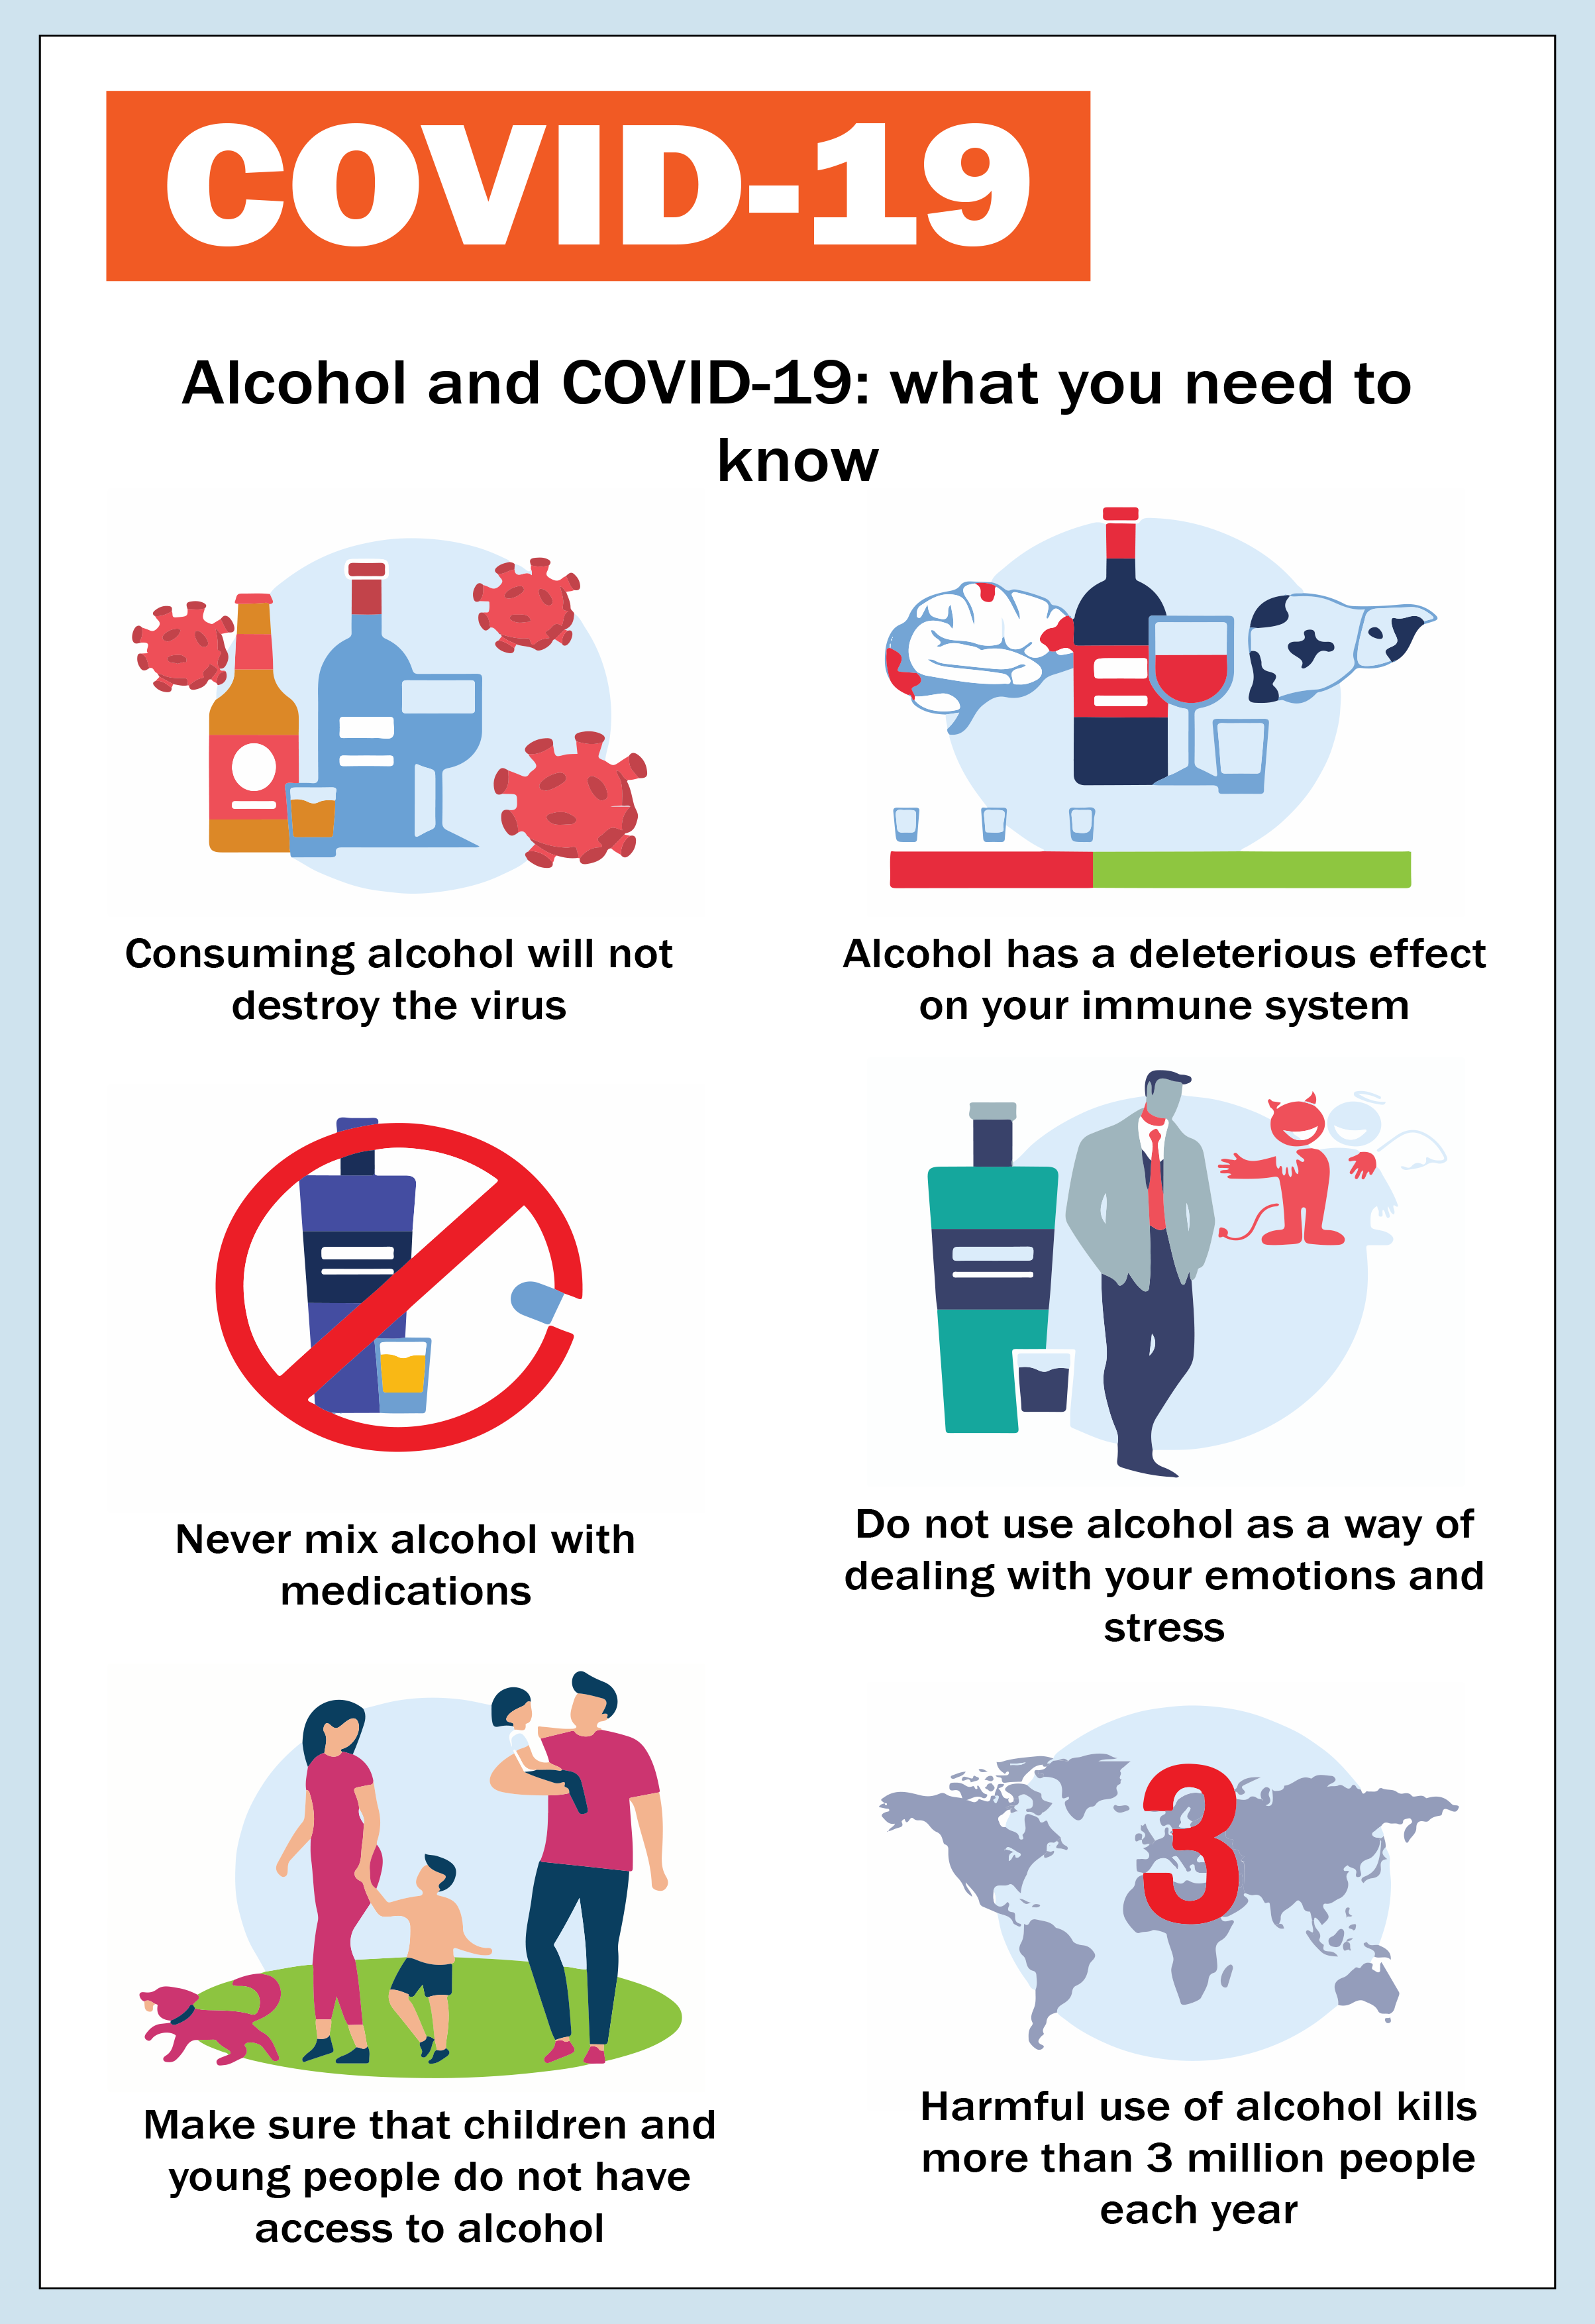 COVID-19
Alcohol and COVID-19: what you need to
know
Consuming alcohol will not
destroy the virus
Alcohol has a deleterious effect
on your immune system
Never mix alcohol with
medications
Do not use alcohol as a way of
dealing with your emotions and
stress
Make sure that children and
young people do not have
access to alcohol
3
Harmful use of alcohol kills
more than 3 million people
each year